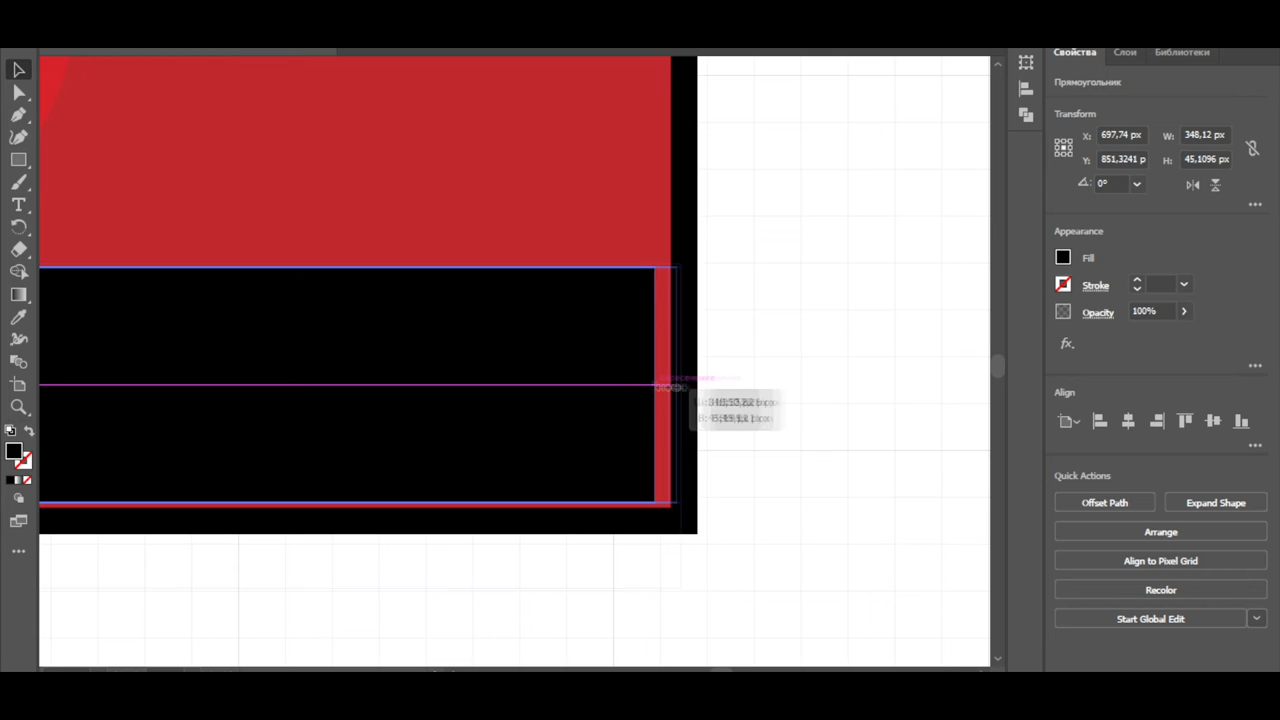 Свойства Слои Библиотеки
Прямоугольник
Transform
X: 697,74 px W: 348,12 px
Y: 851,3241 p H: 45,1096 px
0°
Appearance
Fill
Stroke
Opacity 100%
fx.
Align
Quick Actions
Offset Path Expand Shape
Arrange
Align to Pixel Grid
Recolor
Start Global Edit